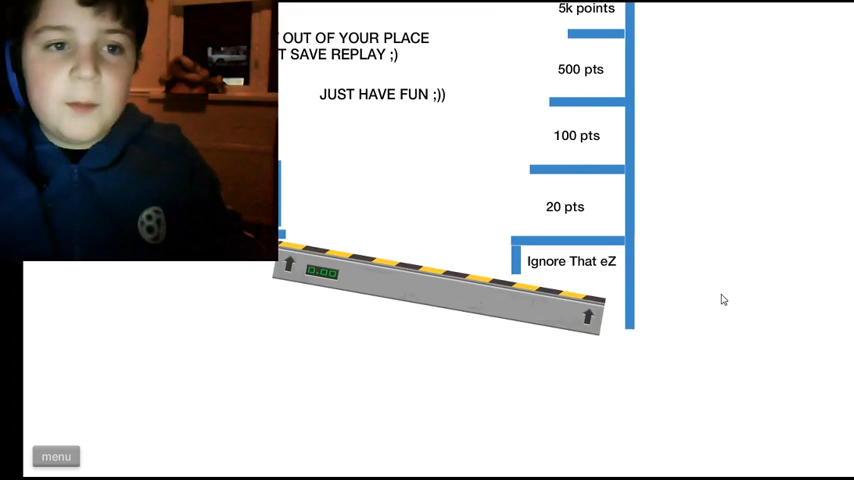 5k points
OUT OF YOUR PLACE
T SAVE REPLAY ;)
500 pts
JUST HAVE FUN ;))
100 pts
20 pts
Ignore That eZ
0.00
menu